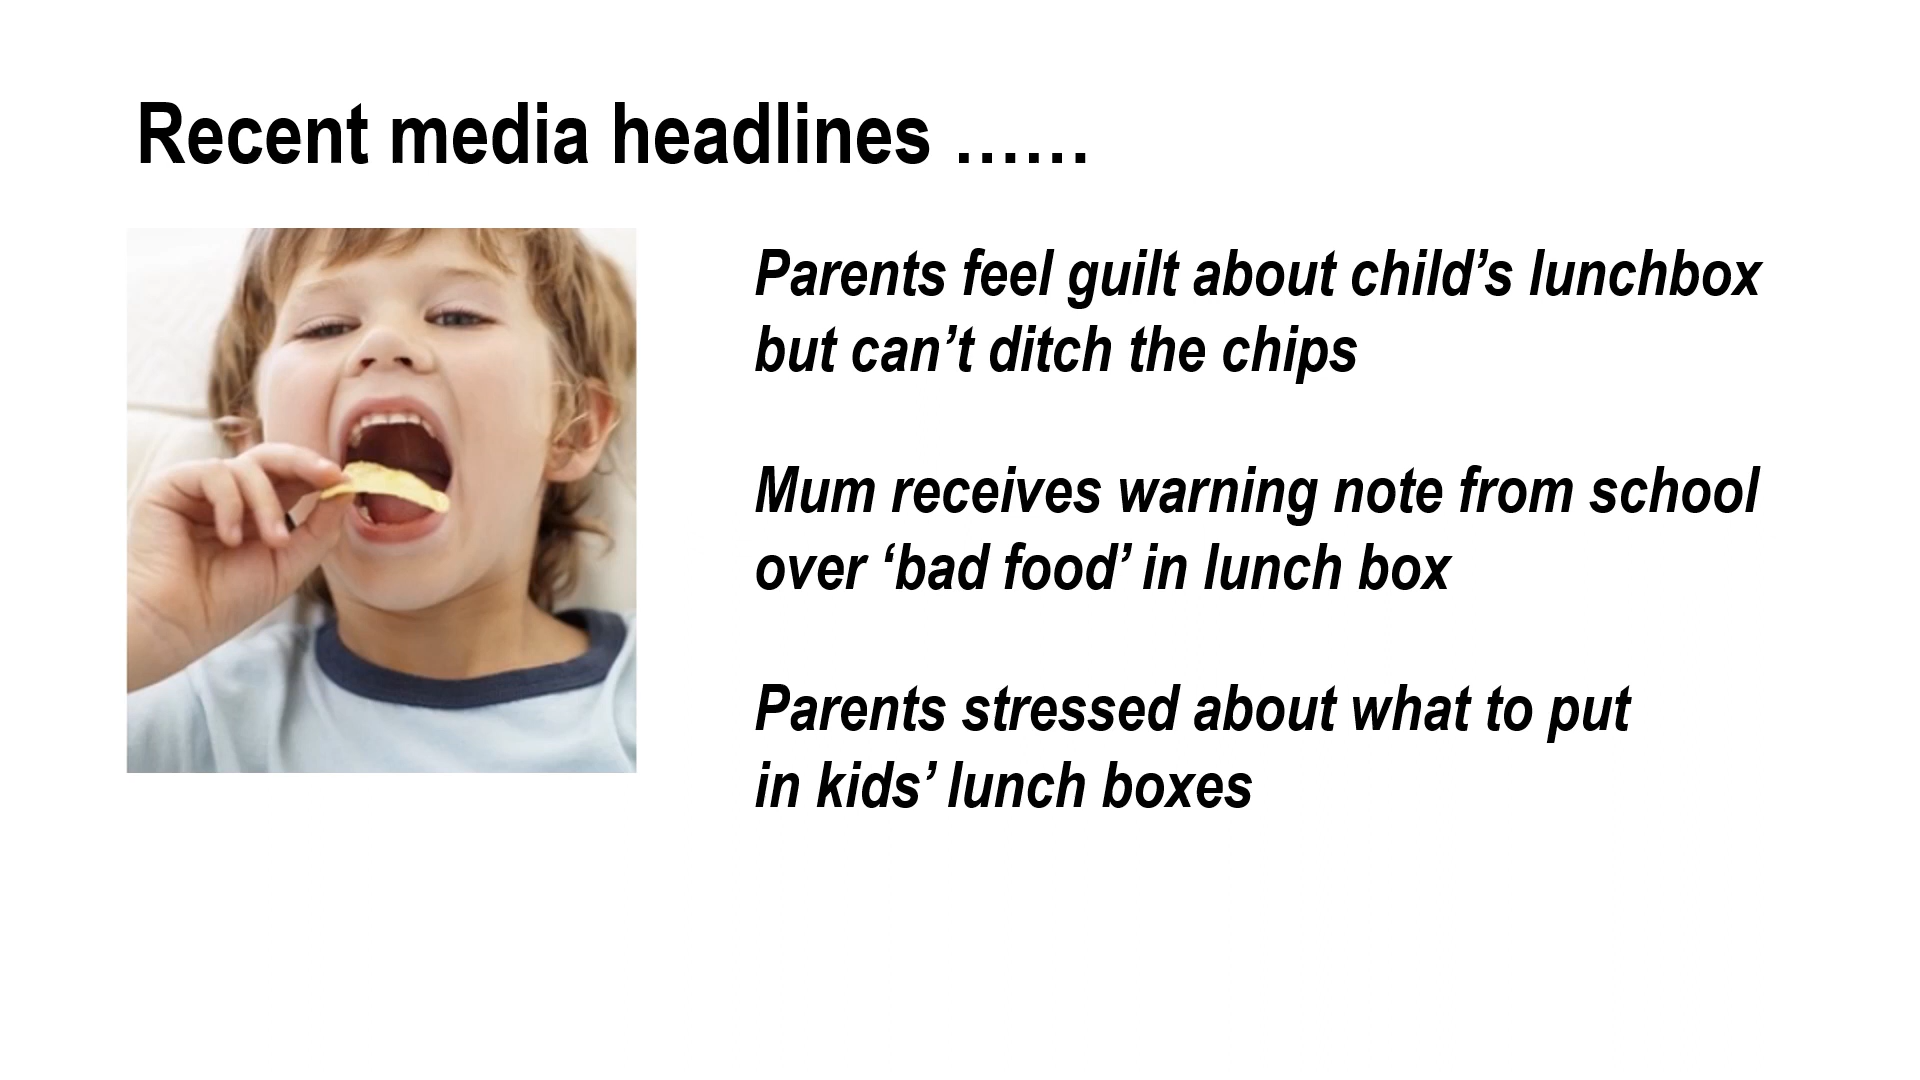 Recent media headlines ……
Parents feel guilt about child’s lunchbox
but can’t ditch the chips
Mum receives warning note from school
over ‘bad food’ in lunch box
Parents stressed about what to put
in kids’ lunch boxes